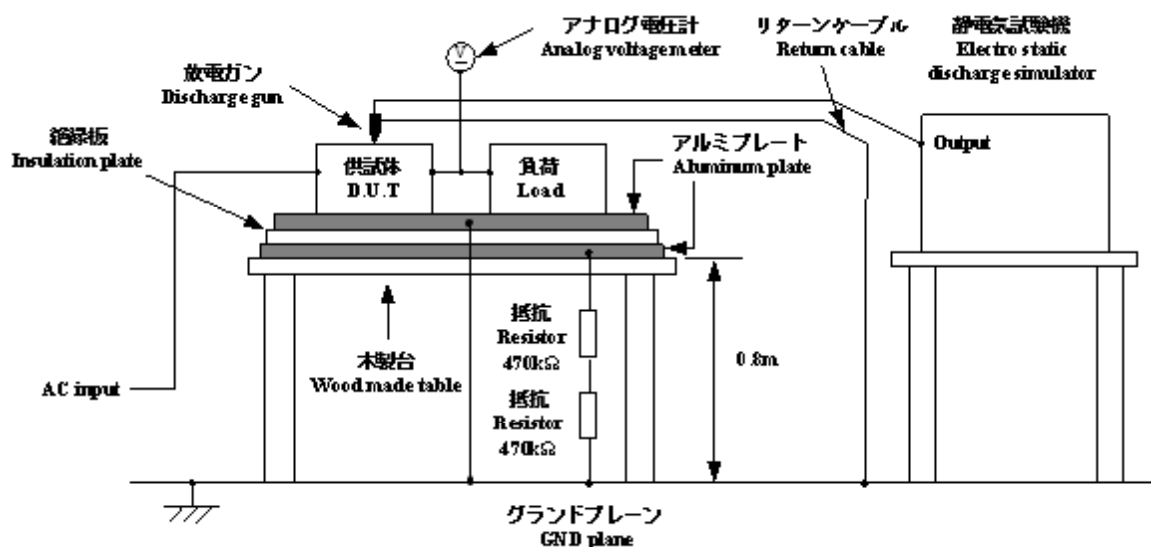 アナログ電圧計
Analog voltage meter
リターンケーブル
Return cable
静電気試験機
Electro static
discharge simulator
放電ガン
Discharge gun
絶縁板
Insulation plate
V
供試体
D.U.T
負荷
Load
アルミプレート
Aluminum plate
Output
抵抗
Resistor
470kΩ
0.8m
木製台
Wood made table
AC input
抵抗
Resistor
470kΩ
グランドプレーン
GND plane